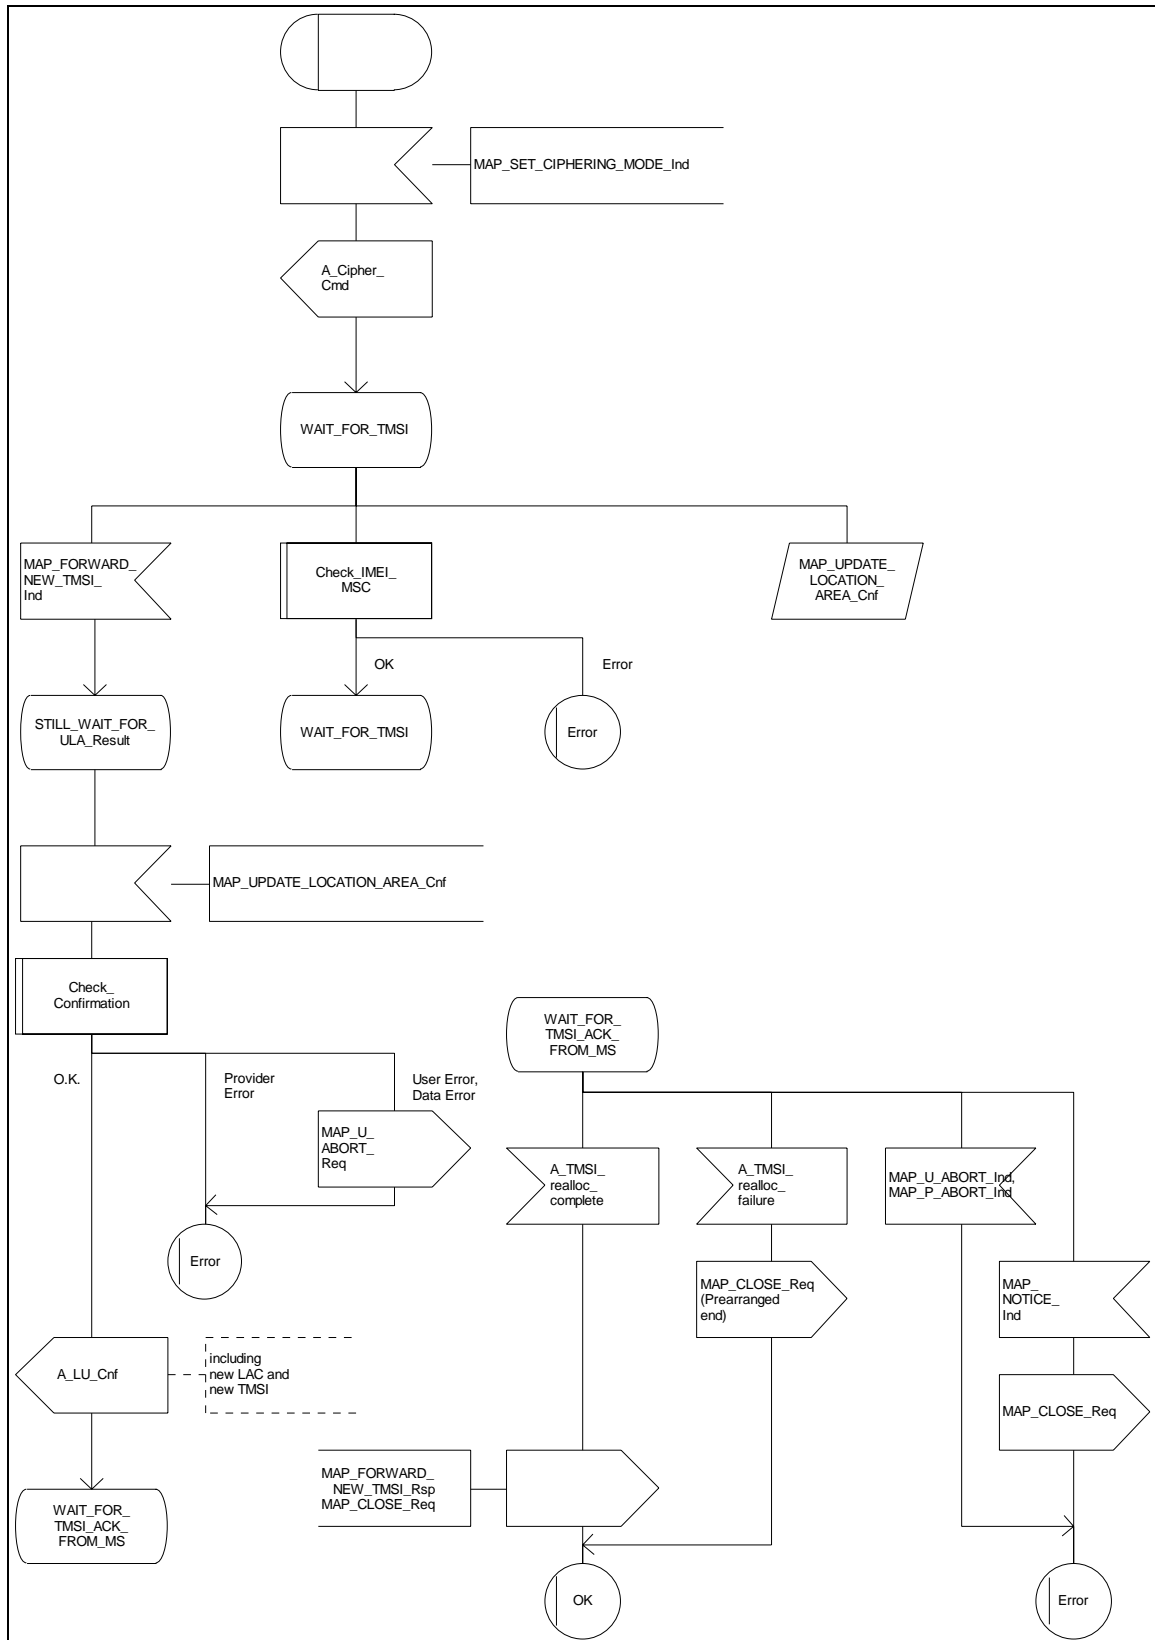 MAP_SET_CIPHERING_MODE_Ind
A_Cipher_
Cmd
WAIT_FOR_TMSI
MAP_FORWARD_
NEW_TMSI_
Ind
Check_IMEI_
MSC
MAP_UPDATE_
LOCATION_
AREA_Cnf
OK
Error
STILL_WAIT_FOR_
ULA_Result
WAIT_FOR_TMSI
Error
MAP_UPDATE_LOCATION_AREA_Cnf
Check_
Confirmation
O.K.
Provider
Error
User Error,
Data Error
MAP_U_
ABORT_
Req
Error
A_LU_Cnf
including
new LAC and
new TMSI
WAIT_FOR_
TMSI_ACK_
FROM_MS
WAIT_FOR_
TMSI_ACK_
FROM_MS
A_TMSI_
realloc_
complete
A_TMSI_
realloc_
failure
MAP_U_ABORT_Ind,
MAP_P_ABORT_Ind
MAP_CLOSE_Req
(Prearranged
end)
MAP_
NOTICE_
Ind
MAP_CLOSE_Req
MAP_FORWARD_
NEW_TMSI_Rsp
MAP_CLOSE_Req
OK
Error